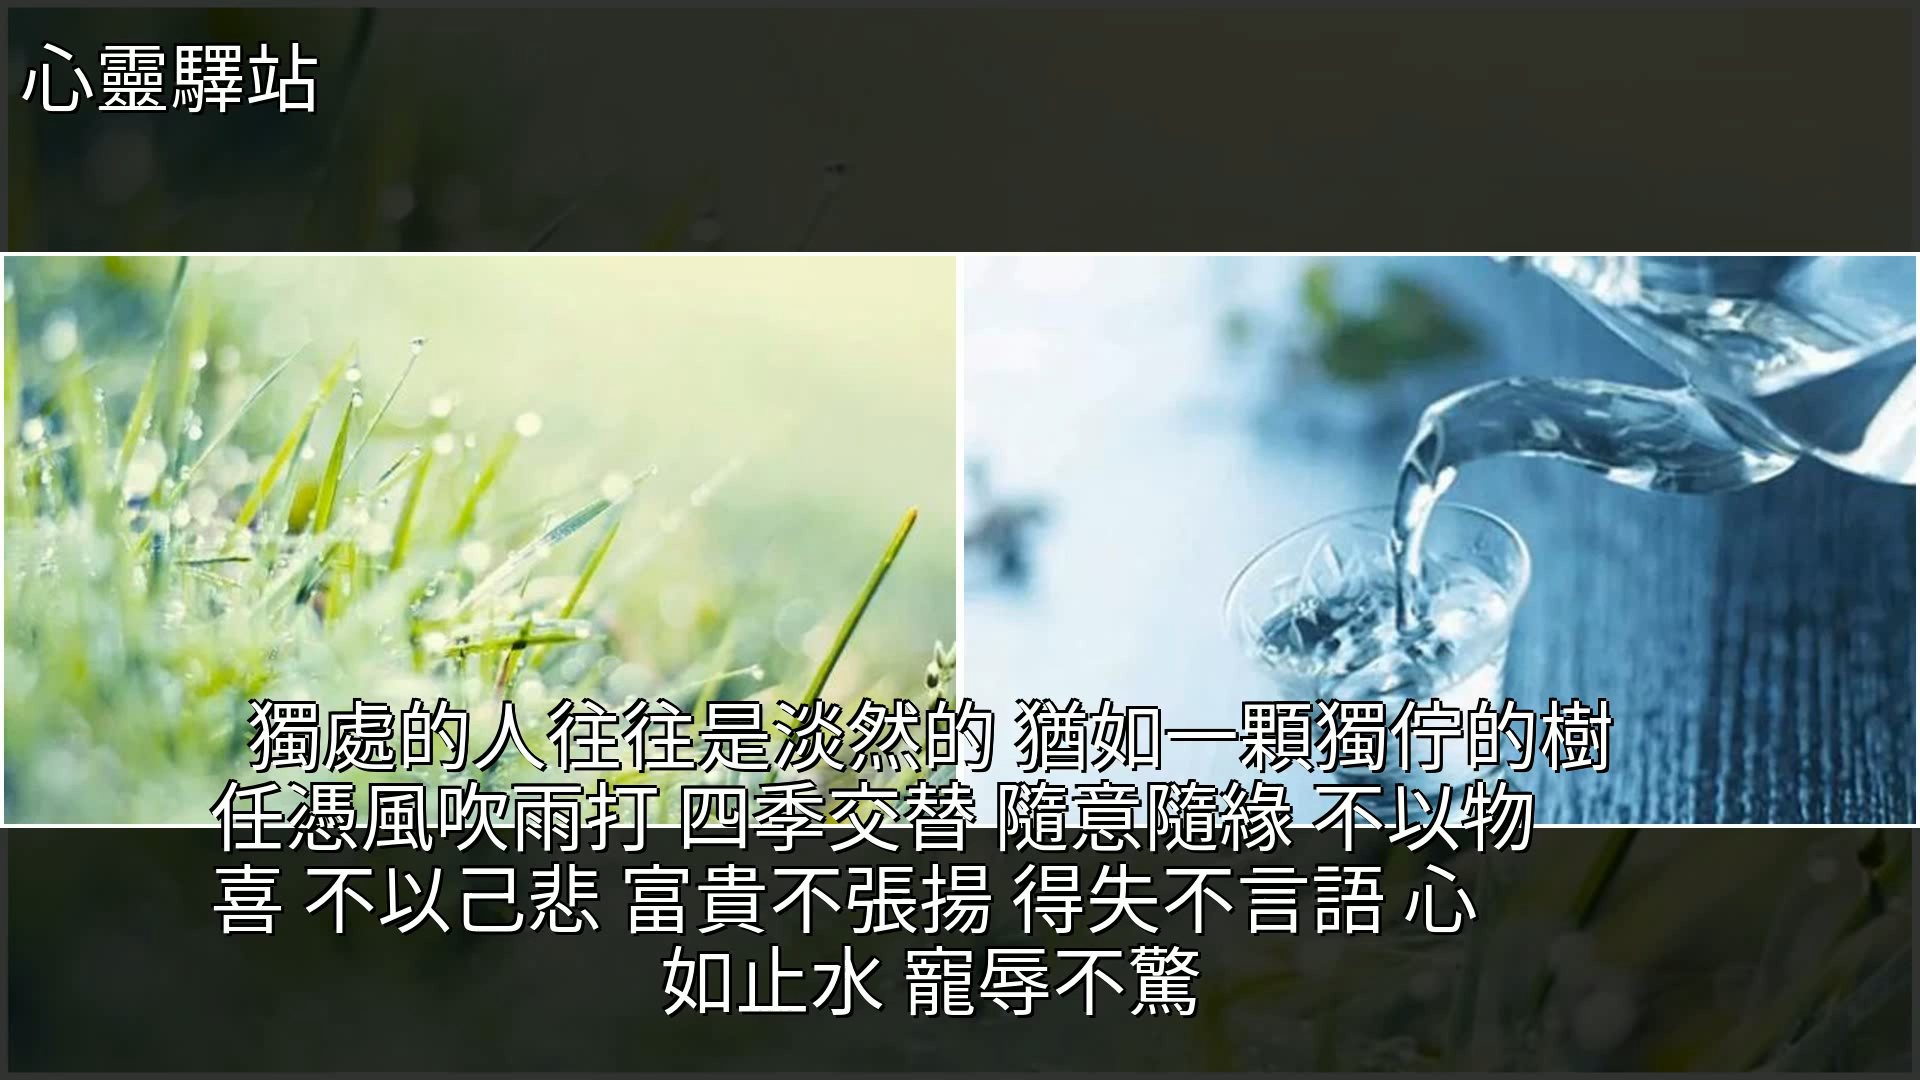 心靈驛站
獨處的人往往是淡然的 猶如一顆獨佇的樹
任憑風吹雨打 四季交替 隨意隨緣 不以物
喜 不以己悲 富貴不張揚 得失不言語 心
如止水 寵辱不驚